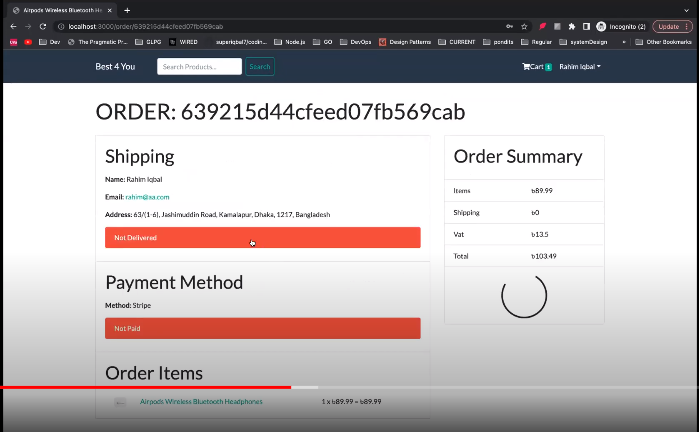 Airpods Wireless Bluetooth He
localhost:3000/order/639215d44cfeed07fb569cab
Incognito (2)
Update
Dev
The Pragmatic Pr...
GLPG
WIRED
superiqbal7/codin...
Node.js
GO
DevOps
Design Patterns
CURRENT
pondits
Regular
systemDesign
»
Other Bookmarks
Best 4 You
Search Products...
Search
Cart 1
Rahim Iqbal
ORDER: 639215d44cfeed07fb569cab
Shipping
Name: Rahim Iqbal
Email: rahim@aa.com
Address: 63/(1-6), Jashimuddin Road, Kamalapur, Dhaka, 1217, Bangladesh
Not Delivered
Payment Method
Method: Stripe
Not Paid
Order Items
Airpods Wireless Bluetooth Headphones
1 x ৳89.99 = ৳89.99
Order Summary
Items ৳89.99
Shipping ৳0
Vat ৳13.5
Total ৳103.49